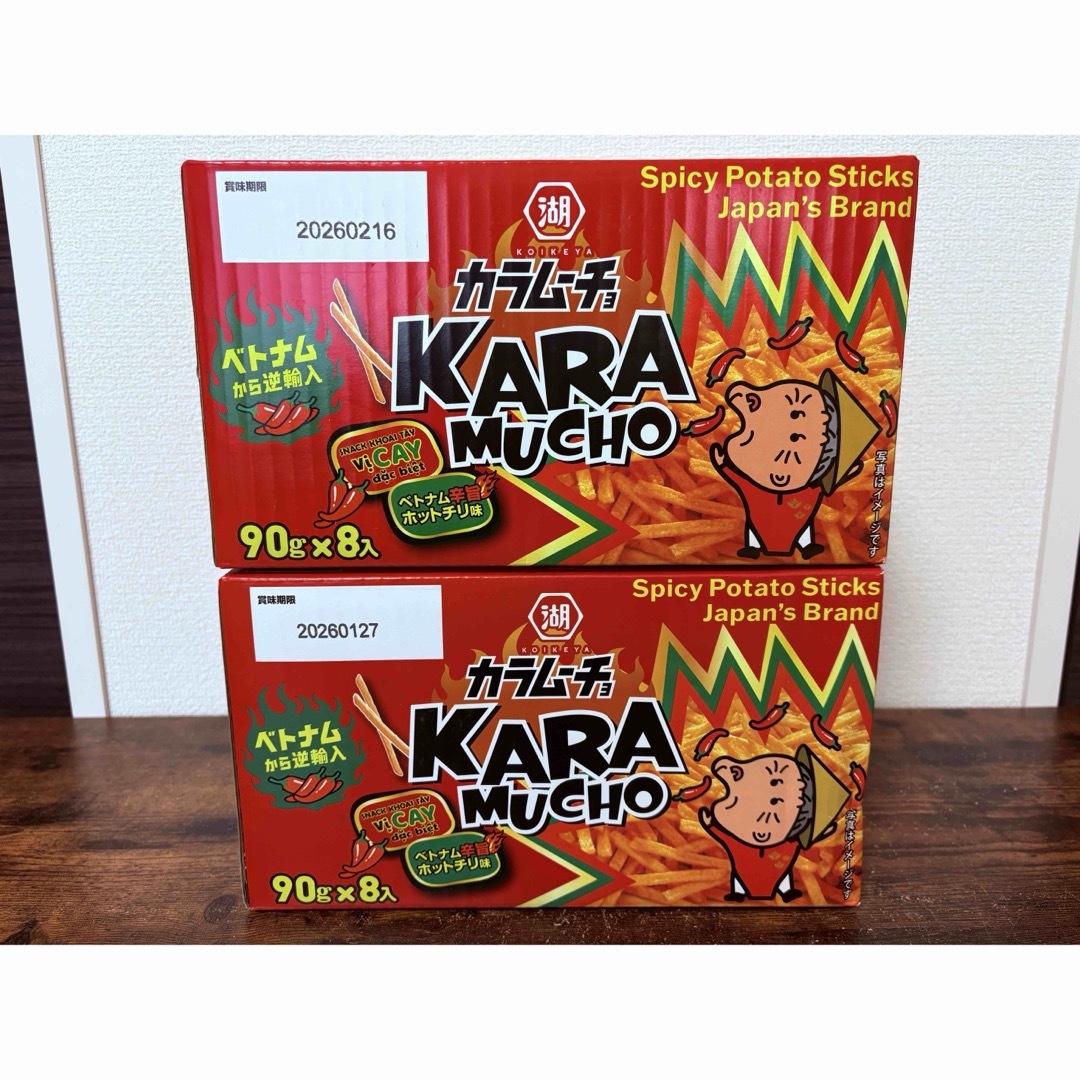 賞味期限
20260216
Spicy Potato Sticks
Japan's Brand
湖
KOIKEYA
カラムーチョ
KARA
MUCHO
ベトナム
から逆輸入
SNACK KHOAI TÂY
Vị CAY
đặc biệt
ベトナム辛旨
ホットチリ味
90g×8入
写真はイメージです
賞味期限
20260127
Spicy Potato Sticks
Japan's Brand
湖
KOIKEYA
カラムーチョ
KARA
MUCHO
ベトナム
から逆輸入
SNACK KHOAI TÂY
Vị CAY
đặc biệt
ベトナム辛旨
ホットチリ味
90g×8入
写真はイメージです